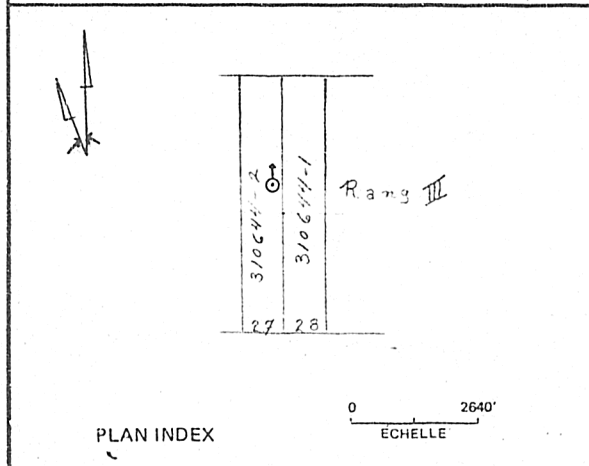 310644-2
310644-1
Rang III
27 28
0 2640'
ECHELLE
PLAN INDEX